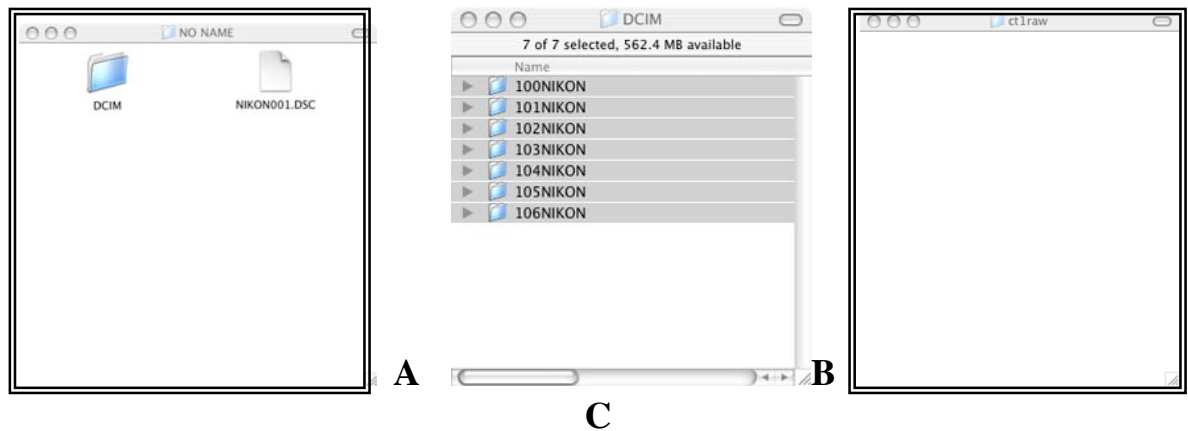 NO NAME
DCIM
NIKON001.DSC
A
DCIM
7 of 7 selected, 562.4 MB available
Name
100NIKON
101NIKON
102NIKON
103NIKON
104NIKON
105NIKON
106NIKON
B
ct1raw
C